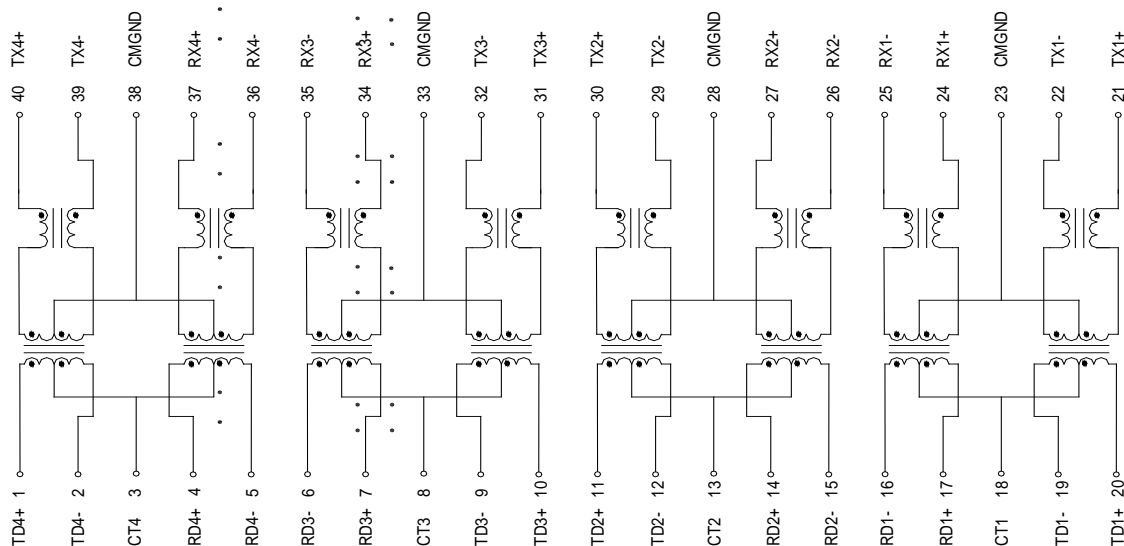 40 TX4+
39 TX4-
38 CMGND
37 RX4+
36 RX4-
35 RX3-
34 RX3+
33 CMGND
32 TX3-
31 TX3+
30 TX2+
29 TX2-
28 CMGND
27 RX2+
26 RX2-
25 RX1-
24 RX1+
23 CMGND
22 TX1-
21 TX1+
TD4+ 1
TD4- 2
CT4 3
RD4+ 4
RD4- 5
RD3- 6
RD3+ 7
CT3 8
TD3- 9
TD3+ 10
TD2+ 11
TD2- 12
CT2 13
RD2+ 14
RD2- 15
RD1- 16
RD1+ 17
CT1 18
TD1- 19
TD1+ 20